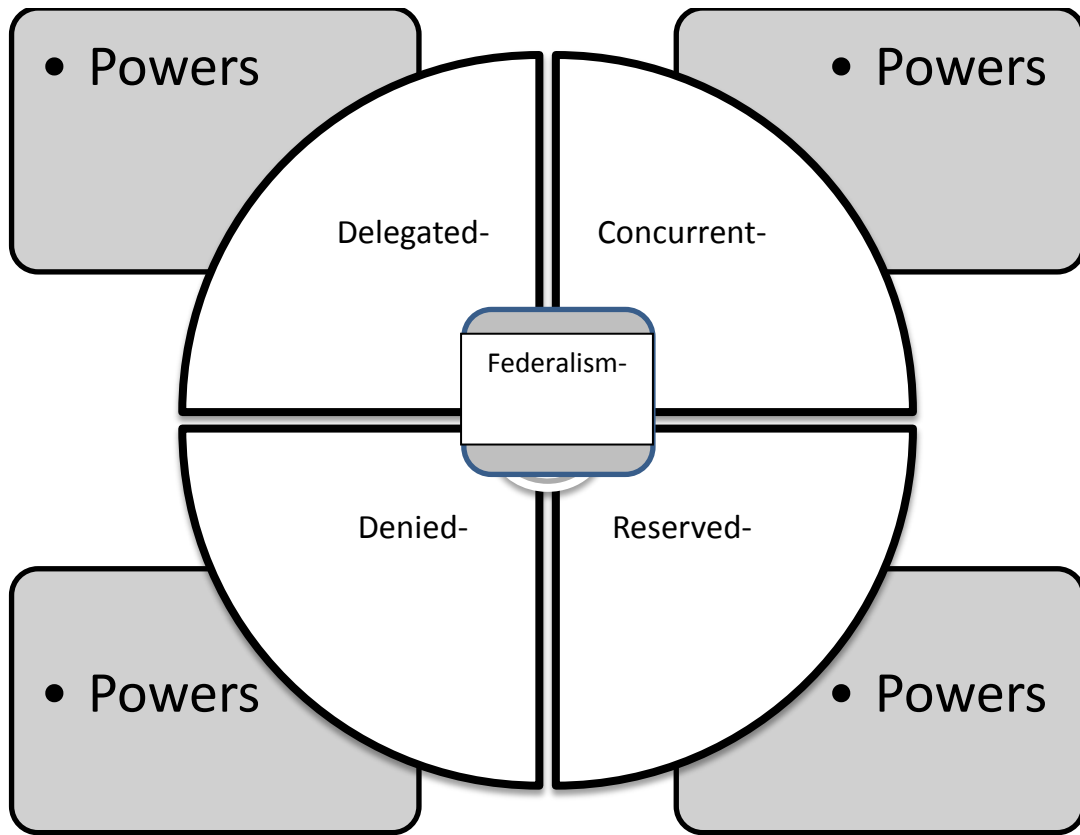 • Powers
• Powers
Delegated-
Concurrent-
Federalism-
Denied-
Reserved-
• Powers
• Powers